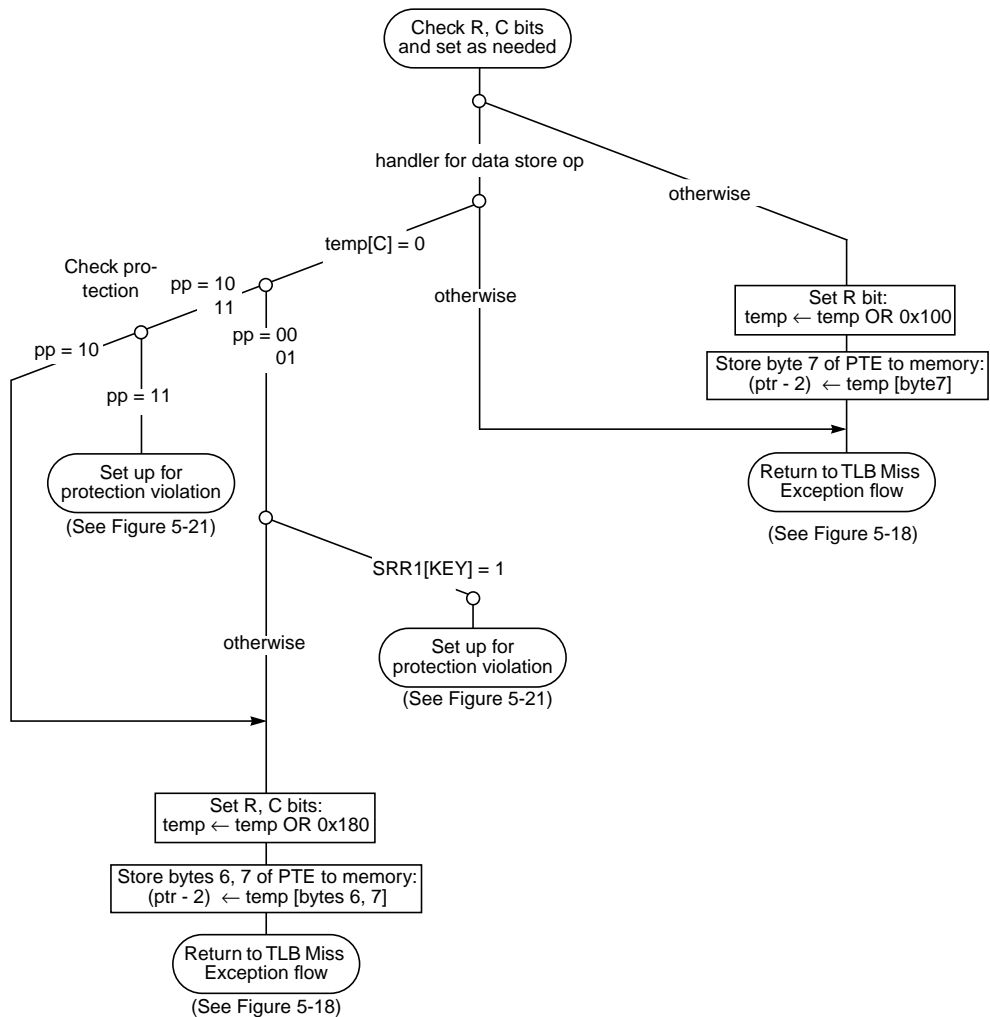 Check R, C bits
and set as needed
handler for data store op
otherwise
temp[C] = 0
Check pro-
tection
pp = 10
11
otherwise
pp = 00
01
pp = 10
pp = 11
Set R bit:
temp ← temp OR 0x100
Store byte 7 of PTE to memory:
(ptr - 2) ← temp [byte7]
Set up for
protection violation
(See Figure 5-21)
Return to TLB Miss
Exception flow
(See Figure 5-18)
SRR1[KEY] = 1
otherwise
Set up for
protection violation
(See Figure 5-21)
Set R, C bits:
temp ← temp OR 0x180
Store bytes 6, 7 of PTE to memory:
(ptr - 2) ← temp [bytes 6, 7]
Return to TLB Miss
Exception flow
(See Figure 5-18)